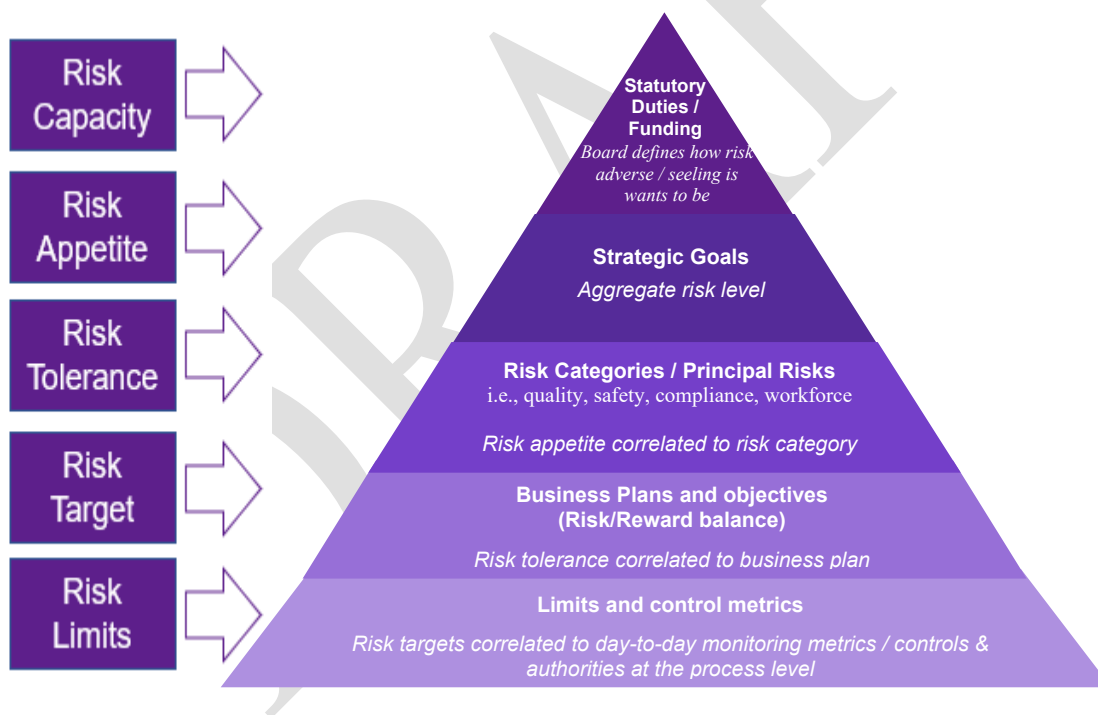 Risk
Capacity
Statutory
Duties /
Funding
Board defines how risk
adverse / seeling is
wants to be
Risk
Appetite
Strategic Goals
Aggregate risk level
Risk
Tolerance
Risk Categories / Principal Risks
i.e., quality, safety, compliance, workforce
Risk appetite correlated to risk category
Risk
Target
Business Plans and objectives
(Risk/Reward balance)
Risk tolerance correlated to business plan
Risk
Limits
Limits and control metrics
Risk targets correlated to day-to-day monitoring metrics / controls &
authorities at the process level